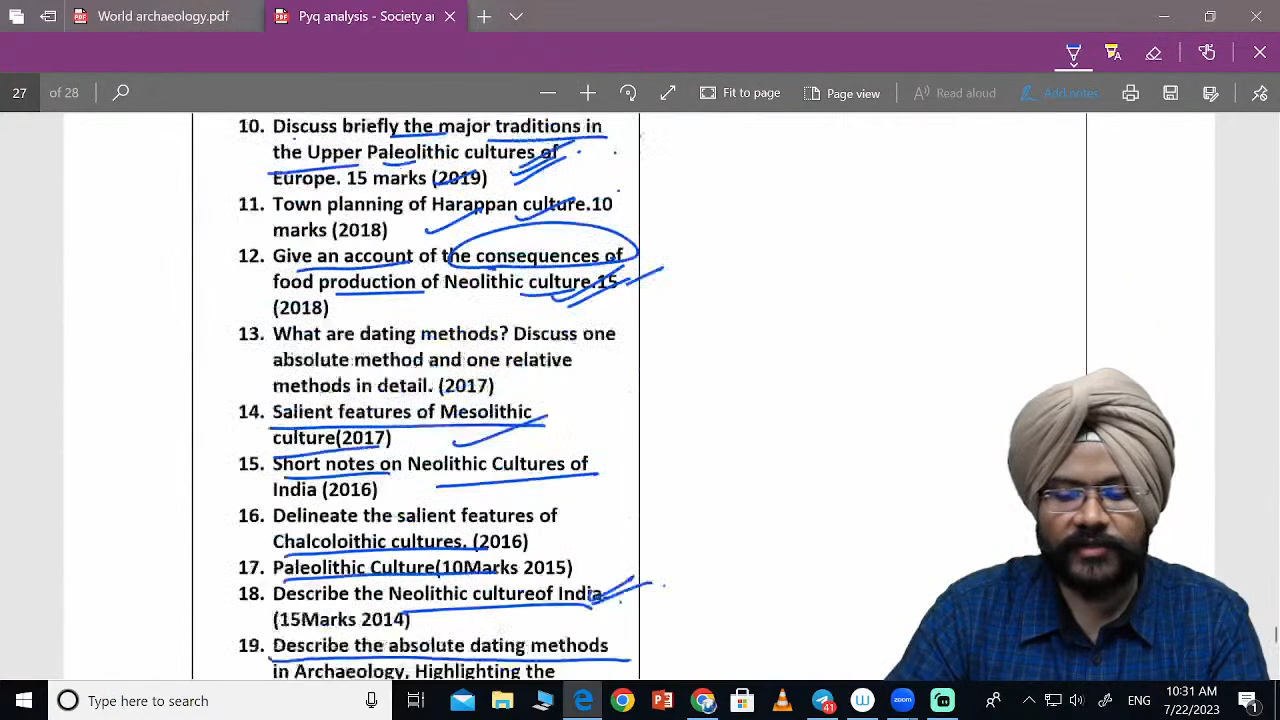 World archaeology.pdf
Pyq analysis - Society a
27
of 28
Fit to page
Page view
Read aloud
Add notes
10. Discuss briefly the major traditions in
the Upper Paleolithic cultures of
Europe. 15 marks (2019)
11. Town planning of Harappan culture.10
marks (2018)
12. Give an account of the consequences of
food production of Neolithic culture.15
(2018)
13. What are dating methods? Discuss one
absolute method and one relative
methods in detail. (2017)
14. Salient features of Mesolithic
culture(2017)
15. Short notes on Neolithic Cultures of
India (2016)
16. Delineate the salient features of
Chalcoloithic cultures. (2016)
17. Paleolithic Culture(10Marks 2015)
18. Describe the Neolithic cultureof India
(15Marks 2014)
19. Describe the absolute dating methods
in Archaeology, Highlighting the
Type here to search
41
zoom
ENG
10:31 AM
7/22/2023
1